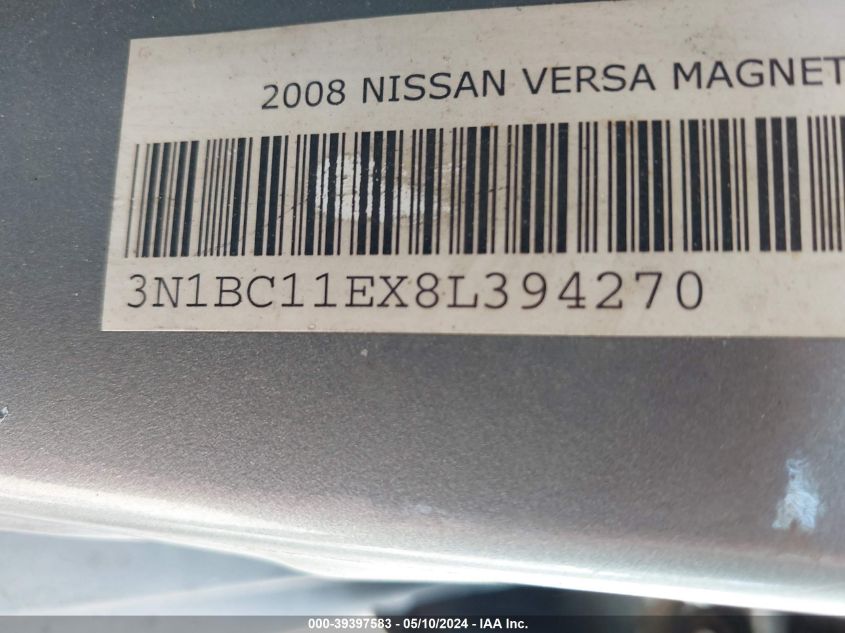 2008 NISSAN VERSA MAGNET
3N1BC11EX8L394270
000-39397583 - 05/10/2024 - IAA Inc.